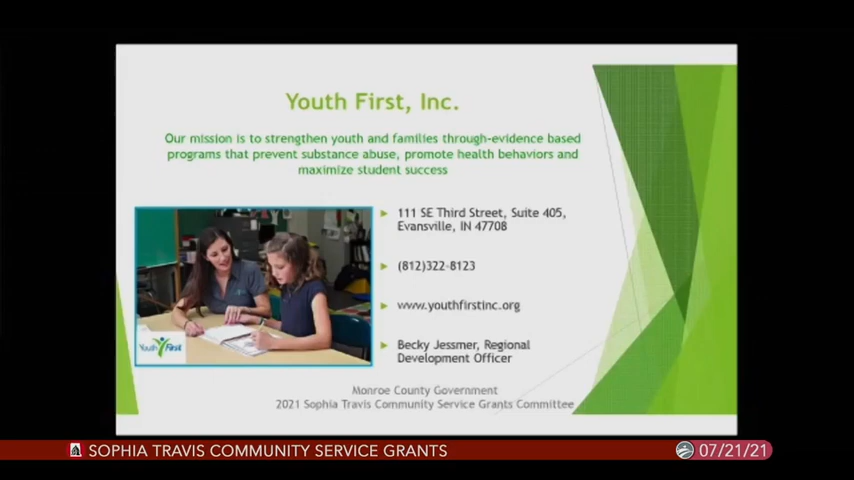 Youth First, Inc.
Our mission is to strengthen youth and families through-evidence based
programs that prevent substance abuse, promote health behaviors and
maximize student success
111 SE Third Street, Suite 405,
Evansville, IN 47708
(812)322-8123
www.youthfirstinc.org
Becky Jessmer, Regional
Development Officer
Youth First
Monroe County Government
2021 Sophia Travis Community Service Grants Committee
SOPHIA TRAVIS COMMUNITY SERVICE GRANTS
07/21/21